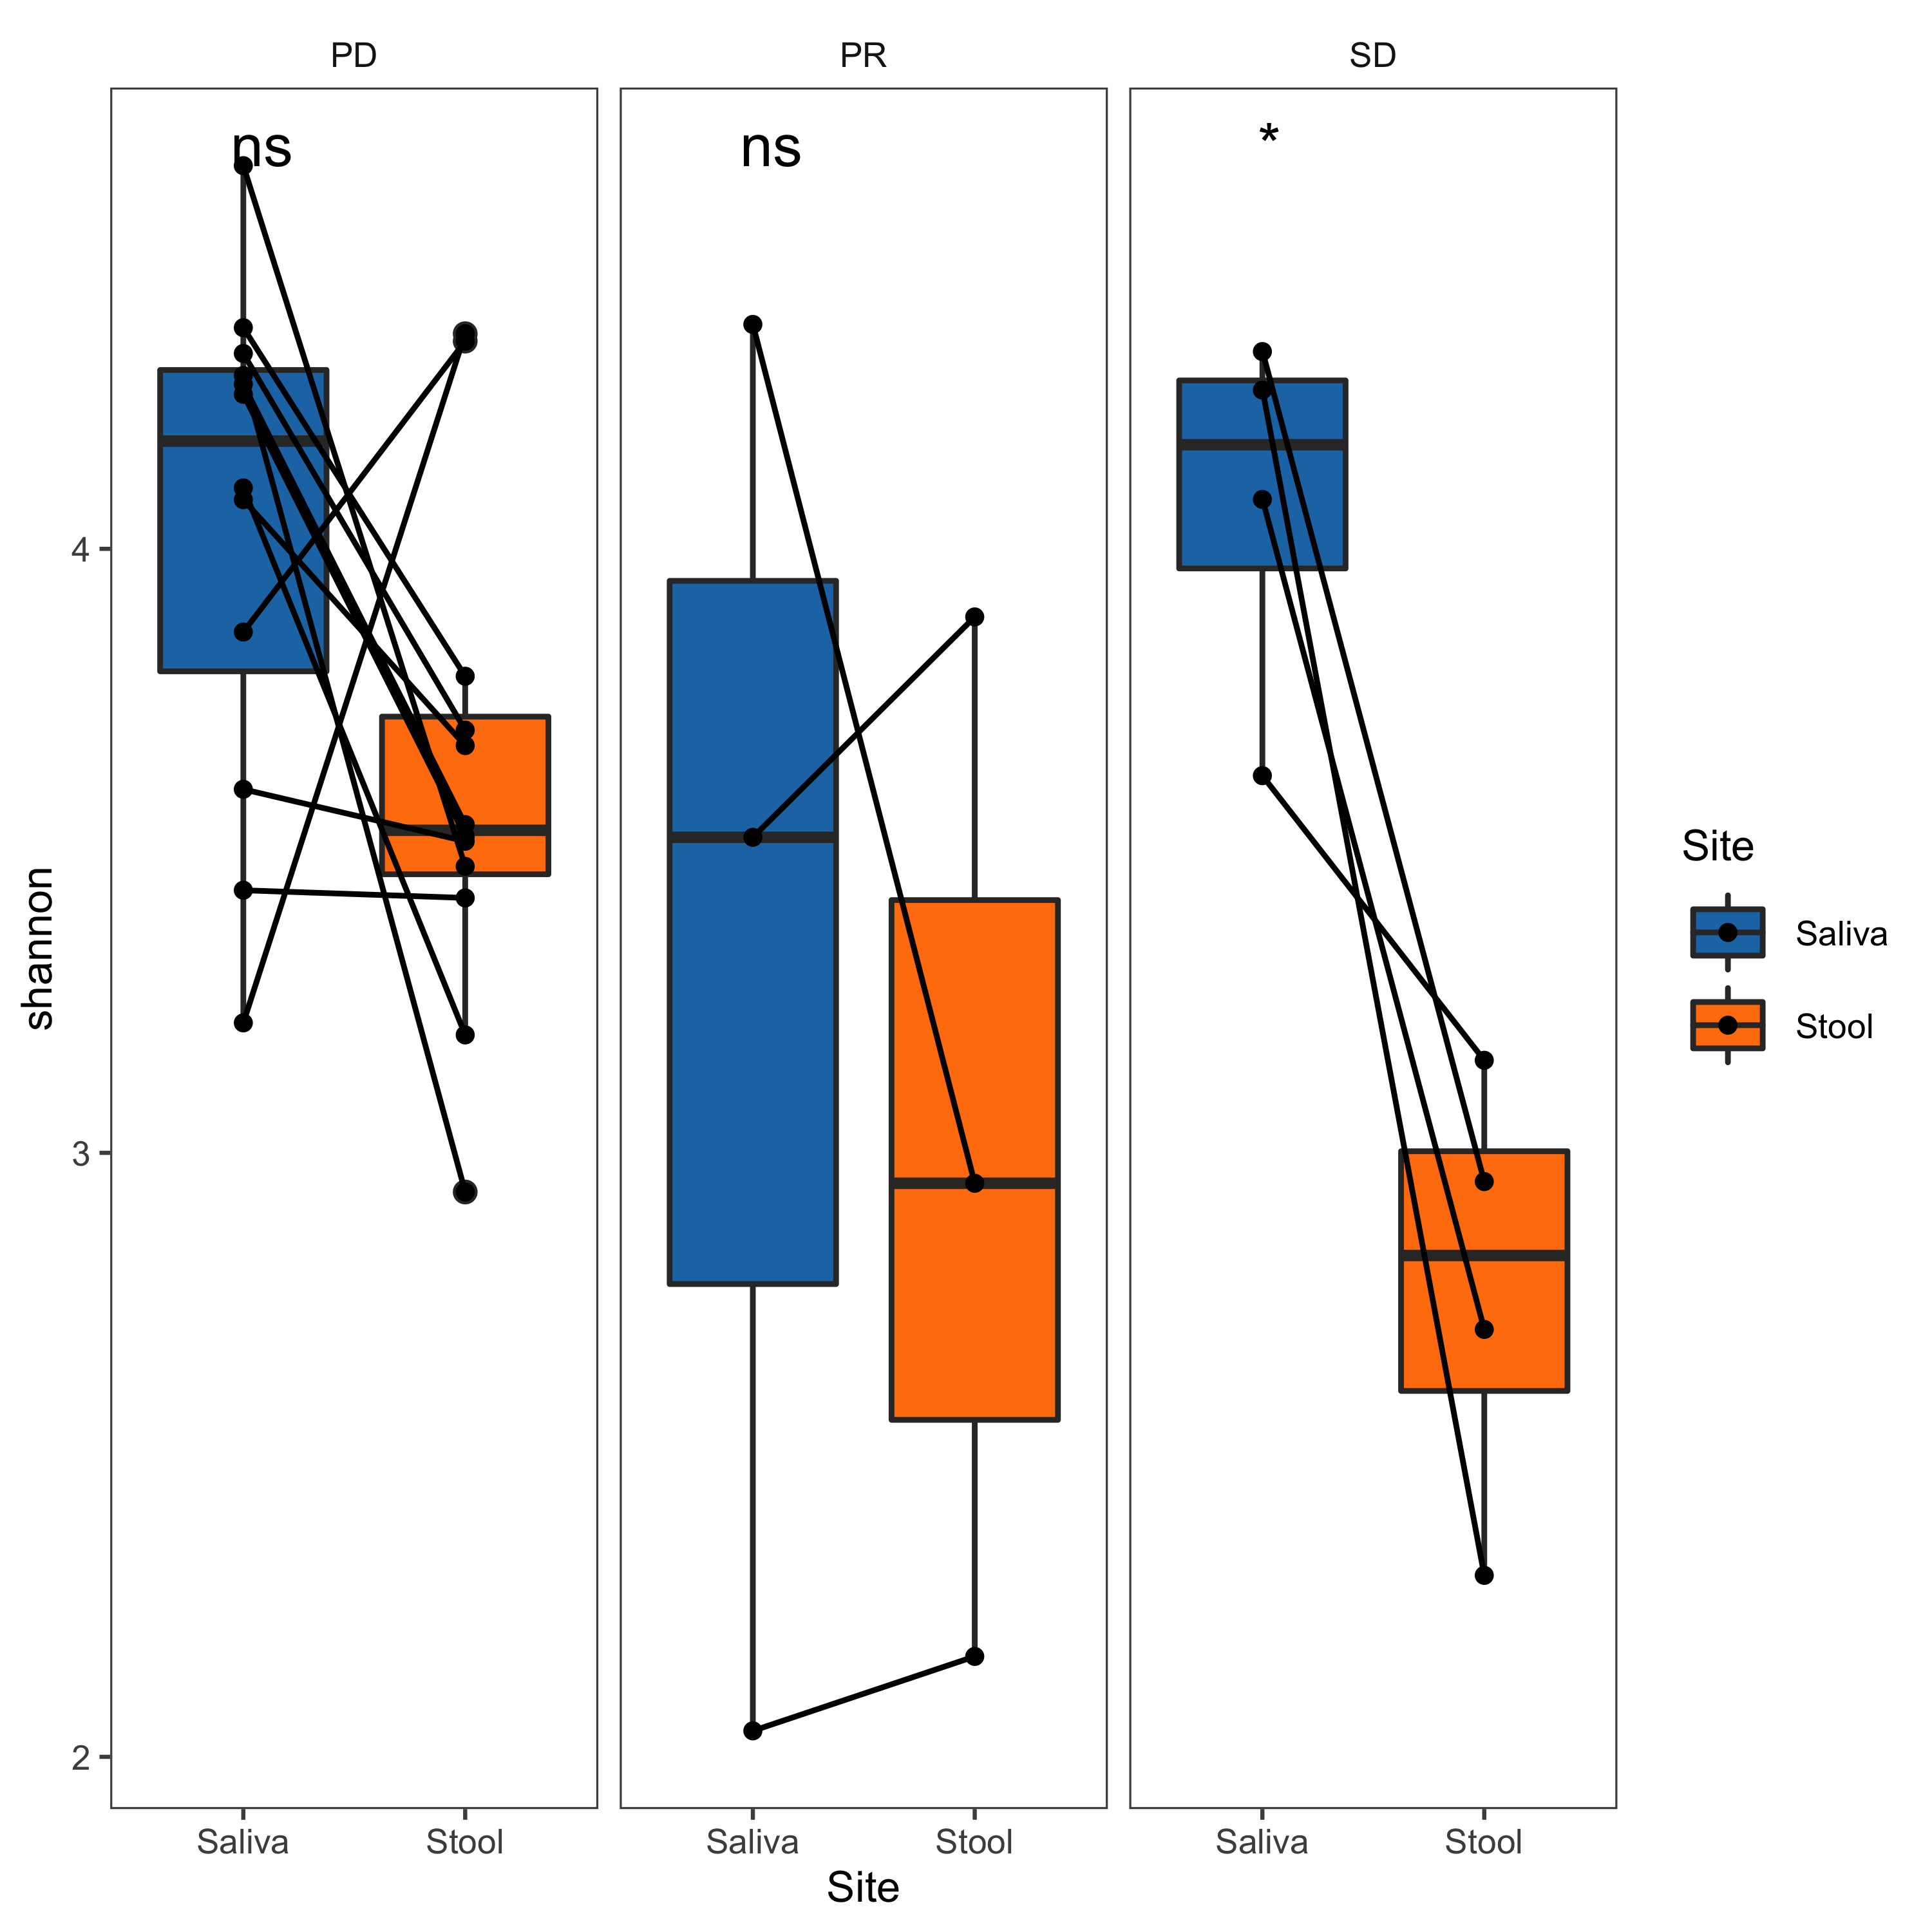 PD
PR
SD
ns
ns
*
4
3
2
shannon
Saliva
Stool
Saliva
Stool
Saliva
Stool
Site
Site
Saliva
Stool